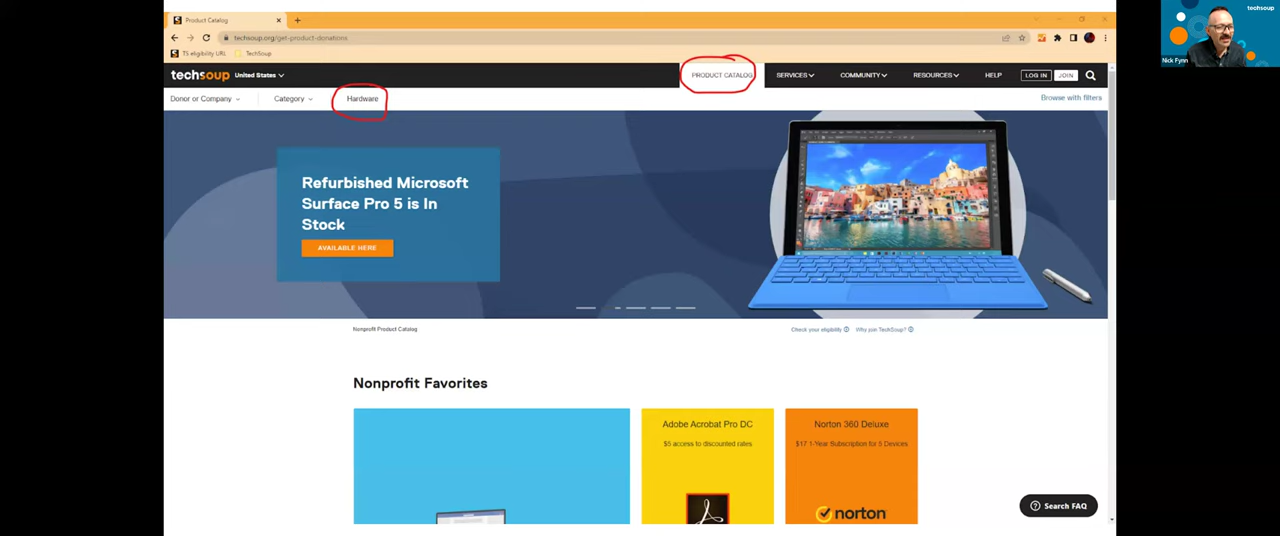 Product Catalog
techsoup.org/get-product-donations
TS eligibility URL TechSoup
techsoup United States PRODUCT CATALOG SERVICES COMMUNITY RESOURCES HELP LOG IN JOIN
Donor or Company Category Hardware Browse with filters
Refurbished Microsoft
Surface Pro 5 is In
Stock
AVAILABLE HERE
Nonprofit Product Catalog Check your eligibility Why join TechSoup?
Nonprofit Favorites
Adobe Acrobat Pro DC
$5 access to discounted rates
Norton 360 Deluxe
$17 1-Year Subscription for 5 Devices
norton
Search FAQ
techsoup
Nick Fynn